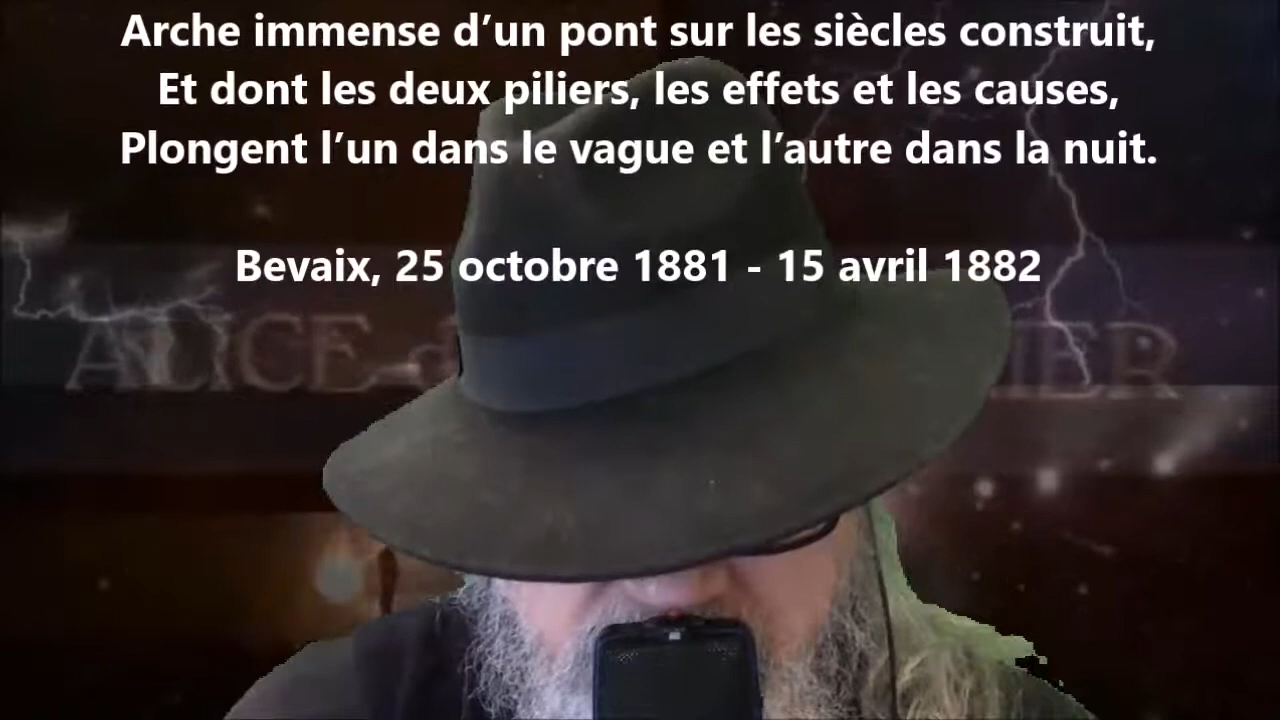 Arche immense d’un pont sur les siècles construit,
Et dont les deux piliers, les effets et les causes,
Plongent l’un dans le vague et l’autre dans la nuit.
Bevaix, 25 octobre 1881 - 15 avril 1882
ALICE